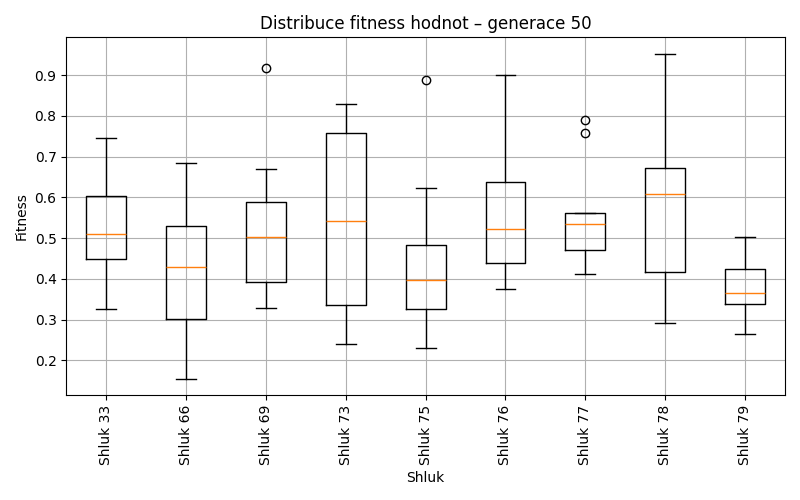 Distribuce fitness hodnot – generace 50
Fitness
0.9
0.8
0.7
0.6
0.5
0.4
0.3
0.2
Shluk 33
Shluk 66
Shluk 69
Shluk 73
Shluk 75
Shluk 76
Shluk 77
Shluk 78
Shluk 79
Shluk